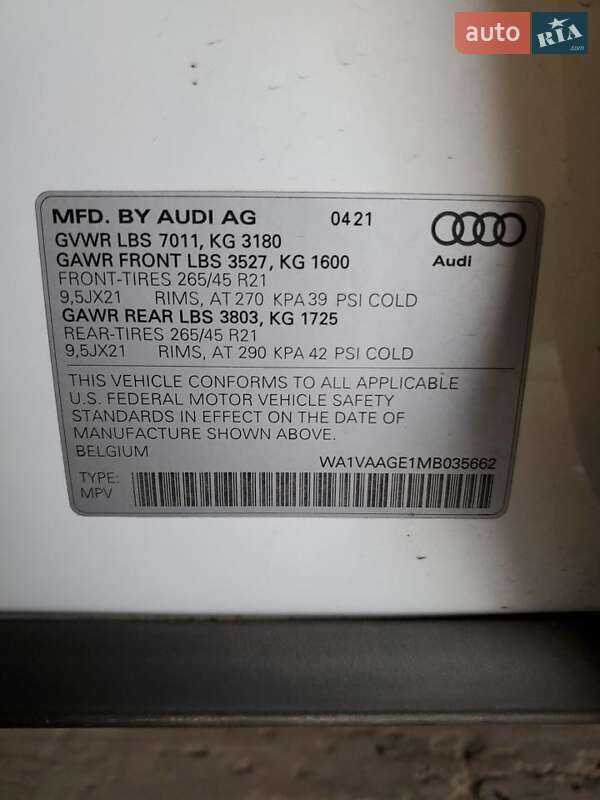 auto RIA .com
MFD. BY AUDI AG 0421
GVWR LBS 7011, KG 3180
GAWR FRONT LBS 3527, KG 1600
Audi
FRONT-TIRES 265/45 R21
9,5JX21 RIMS, AT 270 KPA 39 PSI COLD
GAWR REAR LBS 3803, KG 1725
REAR-TIRES 265/45 R21
9,5JX21 RIMS, AT 290 KPA 42 PSI COLD
THIS VEHICLE CONFORMS TO ALL APPLICABLE
U.S. FEDERAL MOTOR VEHICLE SAFETY
STANDARDS IN EFFECT ON THE DATE OF
MANUFACTURE SHOWN ABOVE.
BELGIUM WA1VAAGE1MB035662
TYPE:
MPV